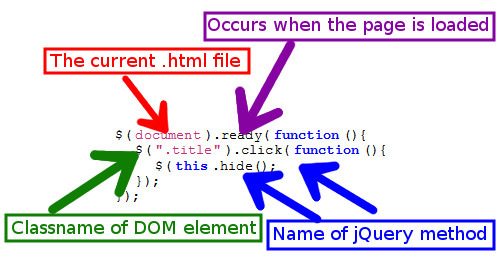 Occurs when the page is loaded
The current .html file
$(document).ready(function(){
$(".title").click(function(){
$(this.hide();
});
});
Classname of DOM element
Name of jQuery method